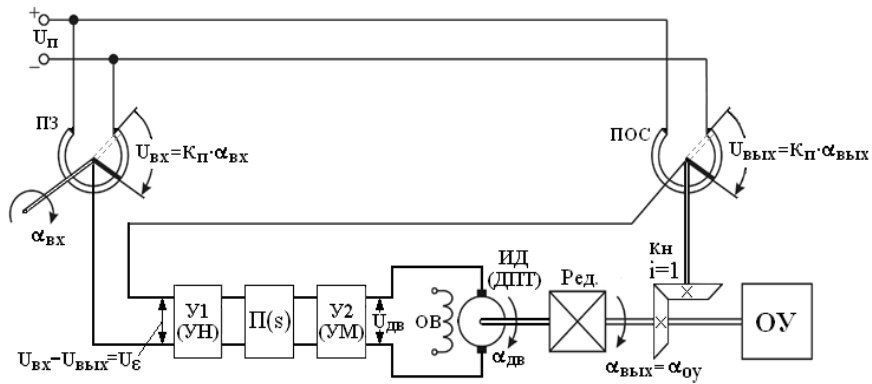 +
Uп
−
ПЗ
Uвх=Kп·αвх
αвх
ПОС
Uвых=Kп·αвых
Кн
i=1
ИД
(ДПТ)
Ред.
У1
(УН)
П(s)
У2
(УМ)
Uдв
ОВ
αдв
ОУ
Uвх−Uвых=Uε
αвых= αоу